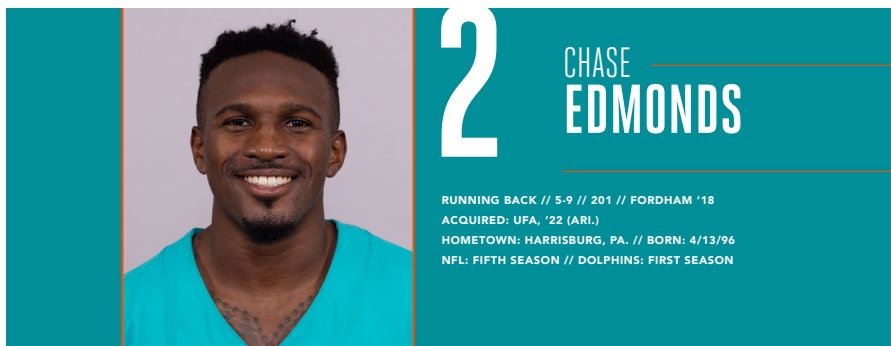 2
CHASE
EDMONDS
RUNNING BACK // 5-9 // 201 // FORDHAM ‘18
ACQUIRED: UFA, ‘22 (ARI.)
HOMETOWN: HARRISBURG, PA. // BORN: 4/13/96
NFL: FIFTH SEASON // DOLPHINS: FIRST SEASON